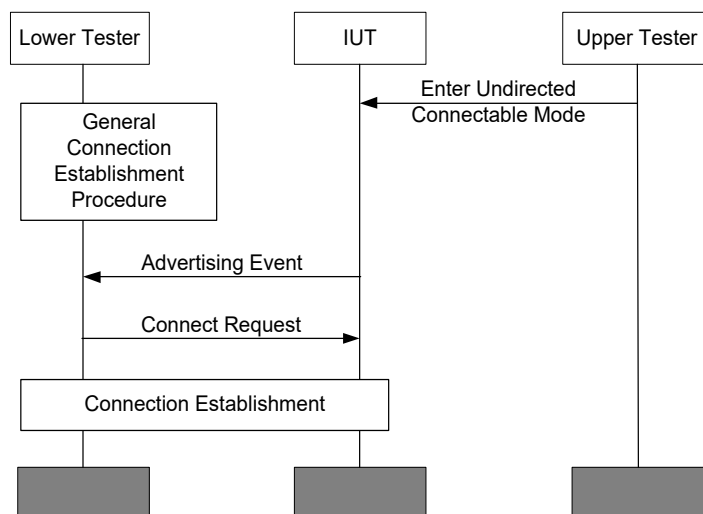 Lower Tester
IUT
Upper Tester
Enter Undirected
Connectable Mode
General
Connection
Establishment
Procedure
Advertising Event
Connect Request
Connection Establishment